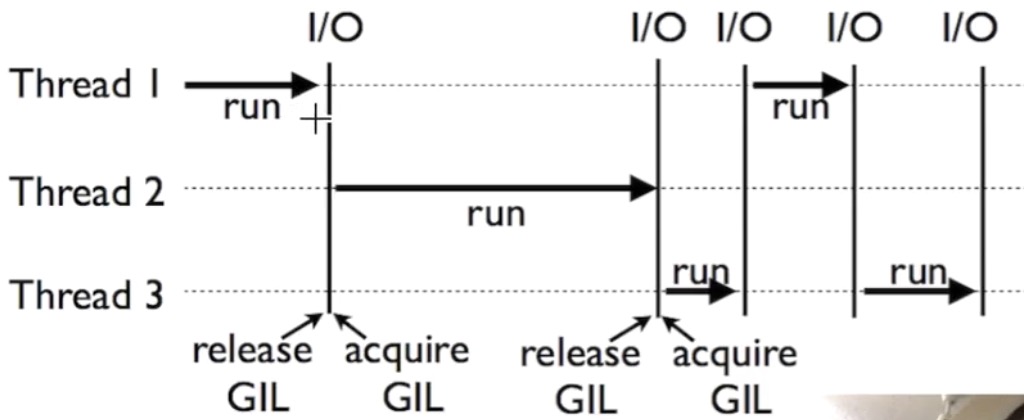 I/O I/O I/O I/O I/O
Thread 1
run run
Thread 2
run
run run
Thread 3
release acquire release acquire
GIL GIL GIL GIL